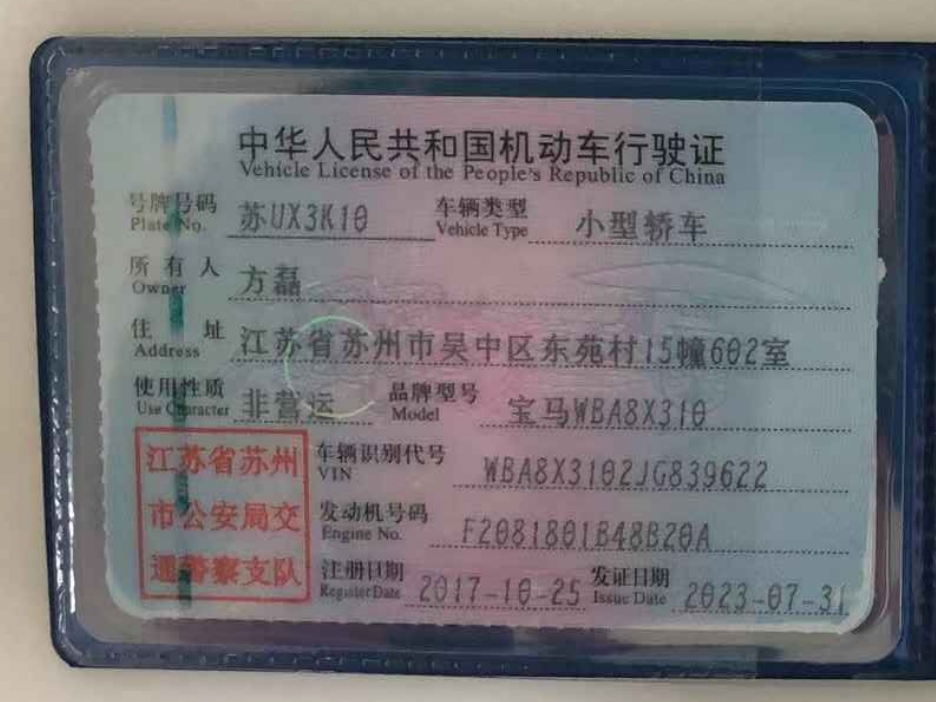 中华人民共和国机动车行驶证
Vehicle License of the People's Republic of China
号牌号码 苏UX3K10 车辆类型 小型轿车
Plate No. Vehicle Type
所有人 方磊
Owner
住址 江苏省苏州市吴中区东苑村15幢602室
Address
使用性质 非营运 品牌型号 宝马WBA8X310
Use Character Model
江苏省苏州 车辆识别代号 WBA8X3102JG839622
VIN
市公安局交 发动机号码 F2081801B48B20A
Engine No.
通警察支队 注册日期 2017-10-25 发证日期 2023-07-31
Register Date Issue Date